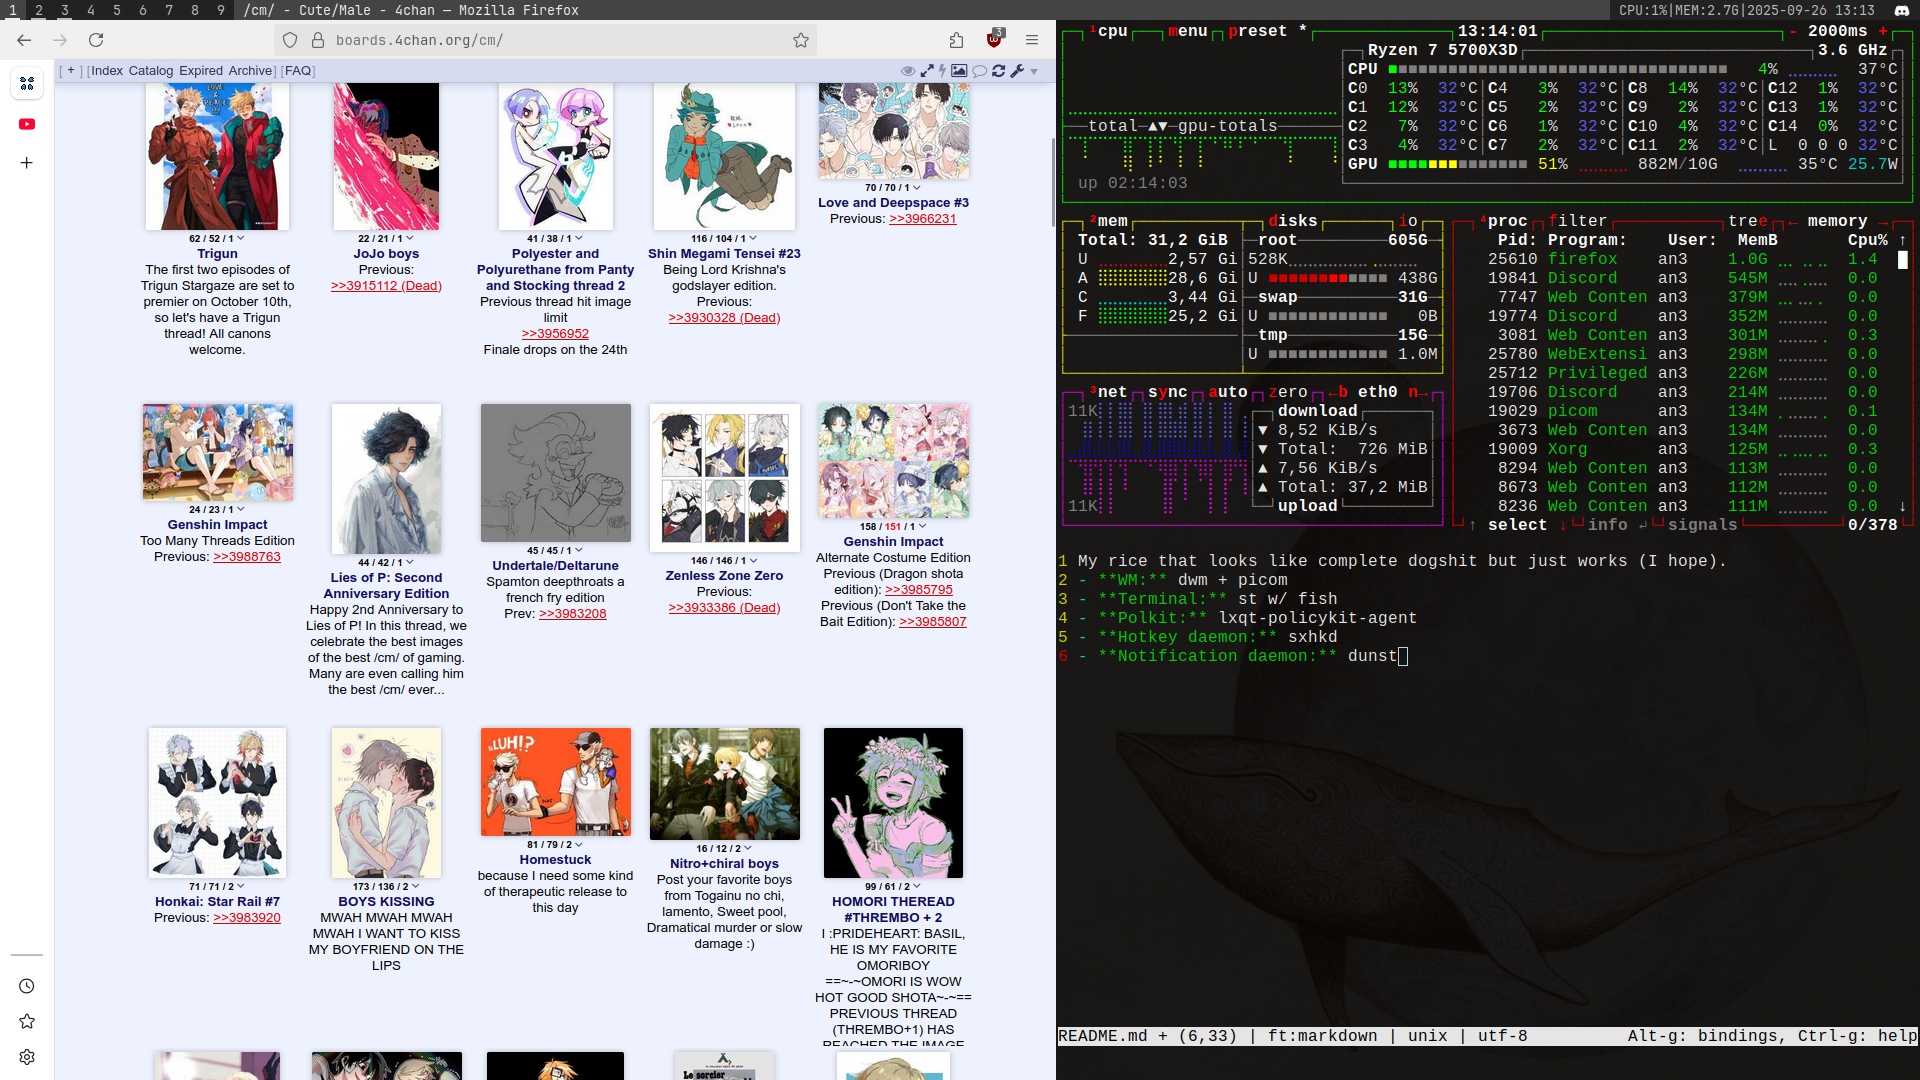 1 2 3 4 5 6 7 8 9 /cm/ - Cute/Male - 4chan — Mozilla Firefox CPU:1%|MEM:2.7G|2025-09-26 13:13
boards.4chan.org/cm/ 3
[ + ] [Index Catalog Expired Archive] [FAQ]
62 / 52 / 1
Trigun
The first two episodes of
Trigun Stargaze are set to
premier on October 10th,
so let's have a Trigun
thread! All canons
welcome.
22 / 21 / 1
JoJo boys
Previous:
>>3915112 (Dead)
41 / 38 / 1
Polyester and
Polyurethane from Panty
and Stocking thread 2
Previous thread hit image
limit
>>3956952
Finale drops on the 24th
116 / 104 / 1
Shin Megami Tensei #23
Being Lord Krishna's
godslayer edition.
Previous:
>>3930328 (Dead)
70 / 70 / 1
Love and Deepspace #3
Previous: >>3966231
24 / 23 / 1
Genshin Impact
Too Many Threads Edition
Previous: >>3988763
44 / 42 / 1
Lies of P: Second
Anniversary Edition
Happy 2nd Anniversary to
Lies of P! In this thread, we
celebrate the best images
of the best /cm/ of gaming.
Many are even calling him
the best /cm/ ever...
45 / 45 / 1
Undertale/Deltarune
Spamton deepthroats a
french fry edition
Prev: >>3983208
146 / 146 / 1
Zenless Zone Zero
Previous:
>>3933386 (Dead)
158 / 151 / 1
Genshin Impact
Alternate Costume Edition
Previous (Dragon shota
edition): >>3985795
Previous (Don't Take the
Bait Edition): >>3985807
71 / 71 / 2
Honkai: Star Rail #7
Previous: >>3983920
173 / 136 / 2
BOYS KISSING
MWAH MWAH MWAH
MWAH I WANT TO KISS
MY BOYFRIEND ON THE
LIPS
BLUH!?
81 / 79 / 2
Homestuck
because I need some kind
of therapeutic release to
this day
16 / 12 / 2
Nitro+chiral boys
Post your favorite boys
from Togainu no chi,
lamento, Sweet pool,
Dramatical murder or slow
damage :)
99 / 61 / 2
HOMORI THEREAD
#THREMBO + 2
I :PRIDEHEART: BASIL,
HE IS MY FAVORITE
OMORIBOY
==~-~OMORI IS WOW
HOT GOOD SHOTA~-~==
PREVIOUS THREAD
(THREMBO+1) HAS
REACHED THE IMAGE
Le sorcier
¹cpu menu preset * 13:14:01 - 2000ms +
Ryzen 7 5700X3D 3.6 GHz
CPU 4% 37°C
C0 13% 32°C C4 3% 32°C C8 14% 32°C C12 1% 32°C
C1 12% 32°C C5 2% 32°C C9 2% 32°C C13 1% 32°C
total ▲▼ gpu-totals C2 7% 32°C C6 1% 32°C C10 4% 32°C C14 0% 32°C
C3 4% 32°C C7 2% 32°C C11 2% 32°C L 0 0 0
GPU 51% 882M/10G 35°C 25.7W
up 02:14:03
²mem disks io
Total: 31,2 GiB root 605G
U 2,57 Gi 528K
A 28,6 Gi U 438G
C 3,44 Gi swap 31G
F 25,2 Gi U 0B
tmp 15G
U 1.0M
³net sync auto zero ←b eth0 n→
11K download
▼ 8,52 KiB/s
▼ Total: 726 MiB
▲ 7,56 KiB/s
▲ Total: 37,2 MiB
11K upload
⁴proc filter tree ← memory →
Pid: Program: User: MemB Cpu% ↑
25610 firefox an3 1.0G 1.4
19841 Discord an3 545M 0.0
7747 Web Conten an3 379M 0.0
19774 Discord an3 352M 0.0
3081 Web Conten an3 301M 0.3
25780 WebExtensi an3 298M 0.0
25712 Privileged an3 226M 0.0
19706 Discord an3 214M 0.0
19029 picom an3 134M 0.1
3673 Web Conten an3 134M 0.0
19009 Xorg an3 125M 0.3
8294 Web Conten an3 113M 0.0
8673 Web Conten an3 112M 0.0
8236 Web Conten an3 111M 0.0 ↓
↑ select ↓ info ↲ signals 0/378
1 My rice that looks like complete dogshit but just works (I hope).
2 - **WM:** dwm + picom
3 - **Terminal:** st w/ fish
4 - **Polkit:** lxqt-policykit-agent
5 - **Hotkey daemon:** sxhkd
6 - **Notification daemon:** dunst
README.md + (6,33) | ft:markdown | unix | utf-8 Alt-g: bindings, Ctrl-g: help